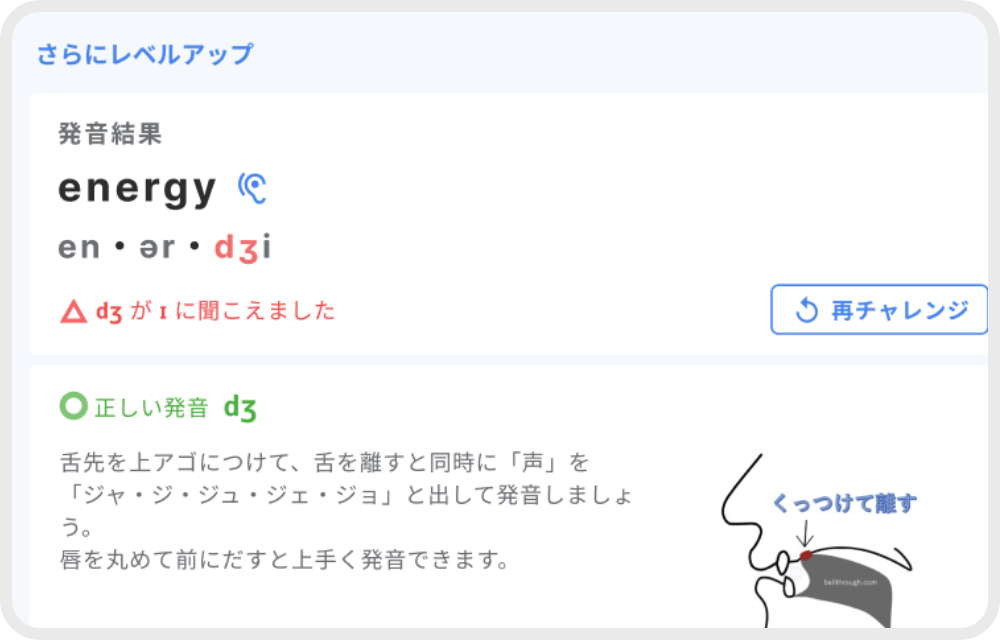 さらにレベルアップ
発音結果
energy
en・ər・dʒi
dʒ が ɪ に聞こえました
再チャレンジ
正しい発音 dʒ
舌先を上アゴにつけて、舌を離すと同時に「声」を
「ジャ・ジ・ジュ・ジェ・ジョ」と出して発音しましょ
う。
唇を丸めて前にだすと上手く発音できます。
くっつけて離す